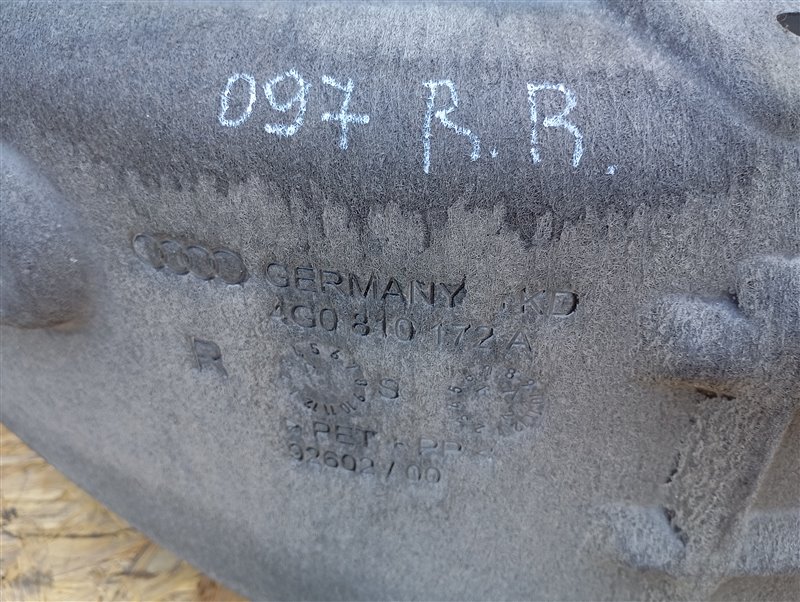 097 R.R.
GERMANY .KD
4G0 810 172 A
R
S
>PET+PP<
92602/00